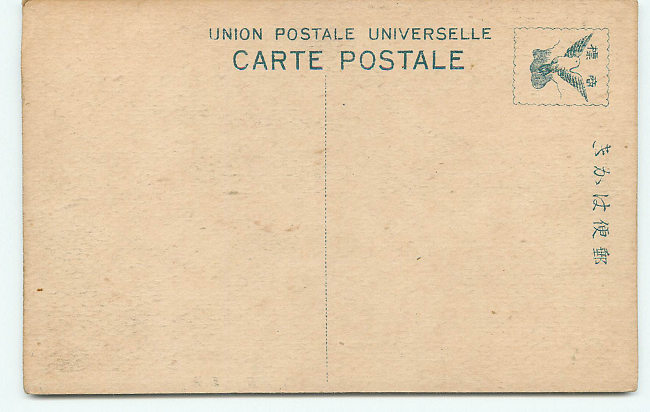 UNION POSTALE UNIVERSELLE
CARTE POSTALE
郵便はかき